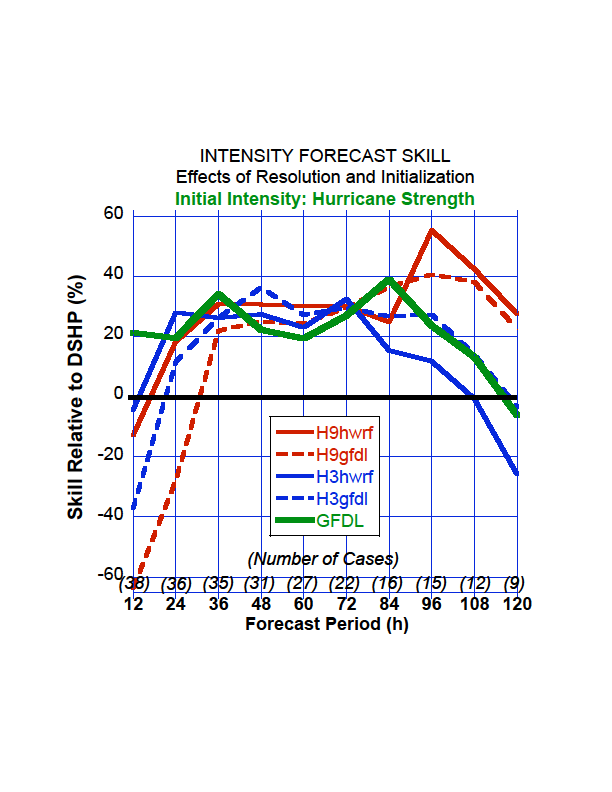 INTENSITY FORECAST SKILL
Effects of Resolution and Initialization
Initial Intensity: Hurricane Strength
Skill Relative to DSHP (%)
60
40
20
0
-20
-40
-60
H9hwrf
H9gfdl
H3hwrf
H3gfdl
GFDL
(Number of Cases)
(38) (36) (35) (31) (27) (22) (16) (15) (12) (9)
12 24 36 48 60 72 84 96 108 120
Forecast Period (h)